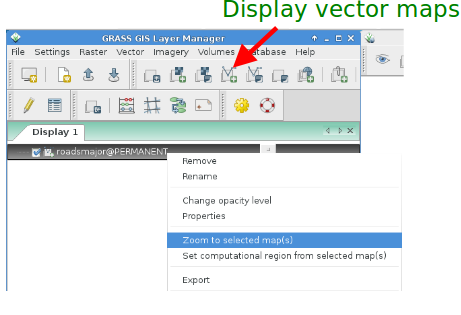 Display vector maps
GRASS GIS Layer Manager
File Settings Raster Vector Imagery Volumes Database Help
Display 1
roadsmajor@PERMANENT
Remove
Rename
Change opacity level
Properties
Zoom to selected map(s)
Set computational region from selected map(s)
Export